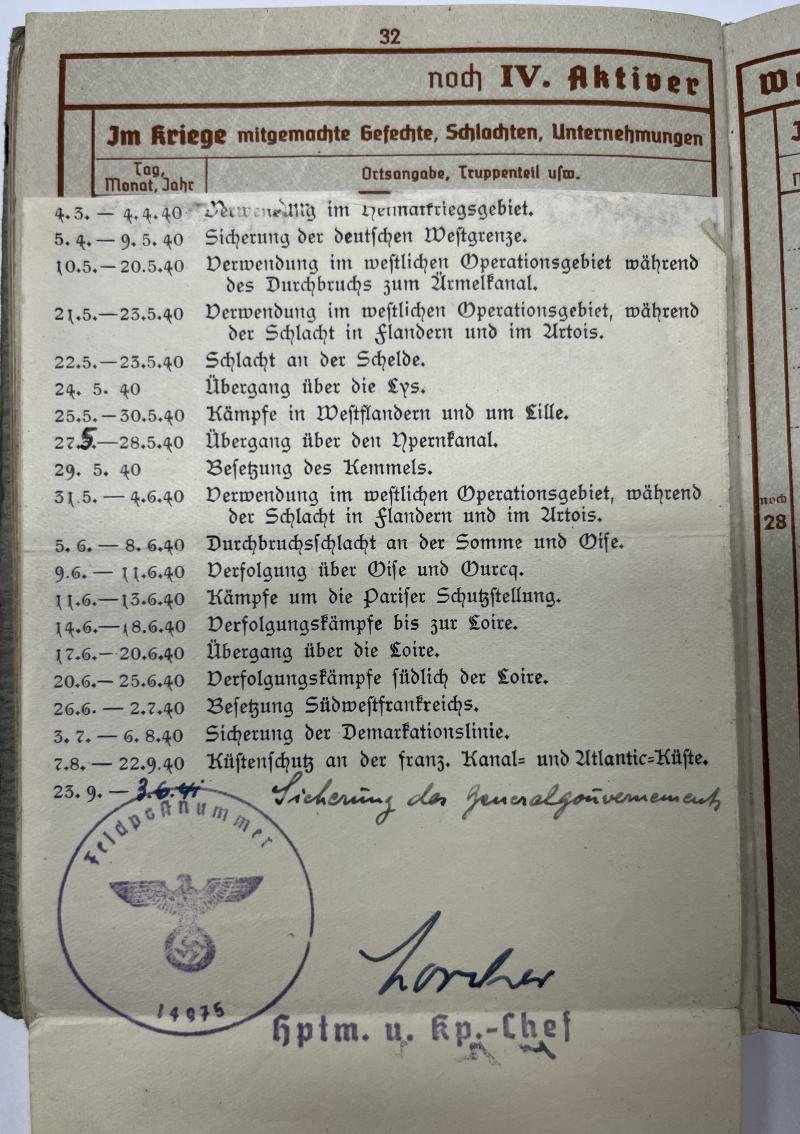 32
noch IV. Aktiver
Im Kriege mitgemachte Gefechte, Schlachten, Unternehmungen
Tag, Monat, Jahr
Ortsangabe, Truppenteil usw.
4.3. — 4.4.40 Verwendung im Heimatkriegsgebiet.
5.4. — 9.5.40 Sicherung der deutschen Westgrenze.
10.5.—20.5.40 Verwendung im westlichen Operationsgebiet während
des Durchbruchs zum Ärmelkanal.
21.5.—23.5.40 Verwendung im westlichen Operationsgebiet, während
der Schlacht in Flandern und im Artois.
22.5.—23.5.40 Schlacht an der Schelde.
24. 5. 40 Übergang über die Lys.
25.5.—30.5.40 Kämpfe in Westflandern und um Lille.
27.5.—28.5.40 Übergang über den Ypernkanal.
29. 5. 40 Besetzung des Kemmels.
31.5. — 4.6.40 Verwendung im westlichen Operationsgebiet, während
der Schlacht in Flandern und im Artois.
5. 6. — 8. 6.40 Durchbruchsschlacht an der Somme und Oise.
9.6. — 11.6.40 Verfolgung über Oise und Ourcq.
11.6.—13.6.40 Kämpfe um die Pariser Schutzstellung.
14.6.—18.6.40 Verfolgungskämpfe bis zur Loire.
17.6.—20.6.40 Übergang über die Loire.
20.6.— 25.6.40 Verfolgungskämpfe südlich der Loire.
26.6. — 2.7.40 Besetzung Südwestfrankreichs.
3. 7. — 6. 8.40 Sicherung der Demarkationslinie.
7.8. — 22.9.40 Küstenschutz an der franz. Kanal= und Atlantic=Küste.
23. 9. — 3.6.41 Sicherung des Generalgouvernements
Feldpostnummer
14975
Lorcher
Hptm. u. Kp.-Chef
noch
28